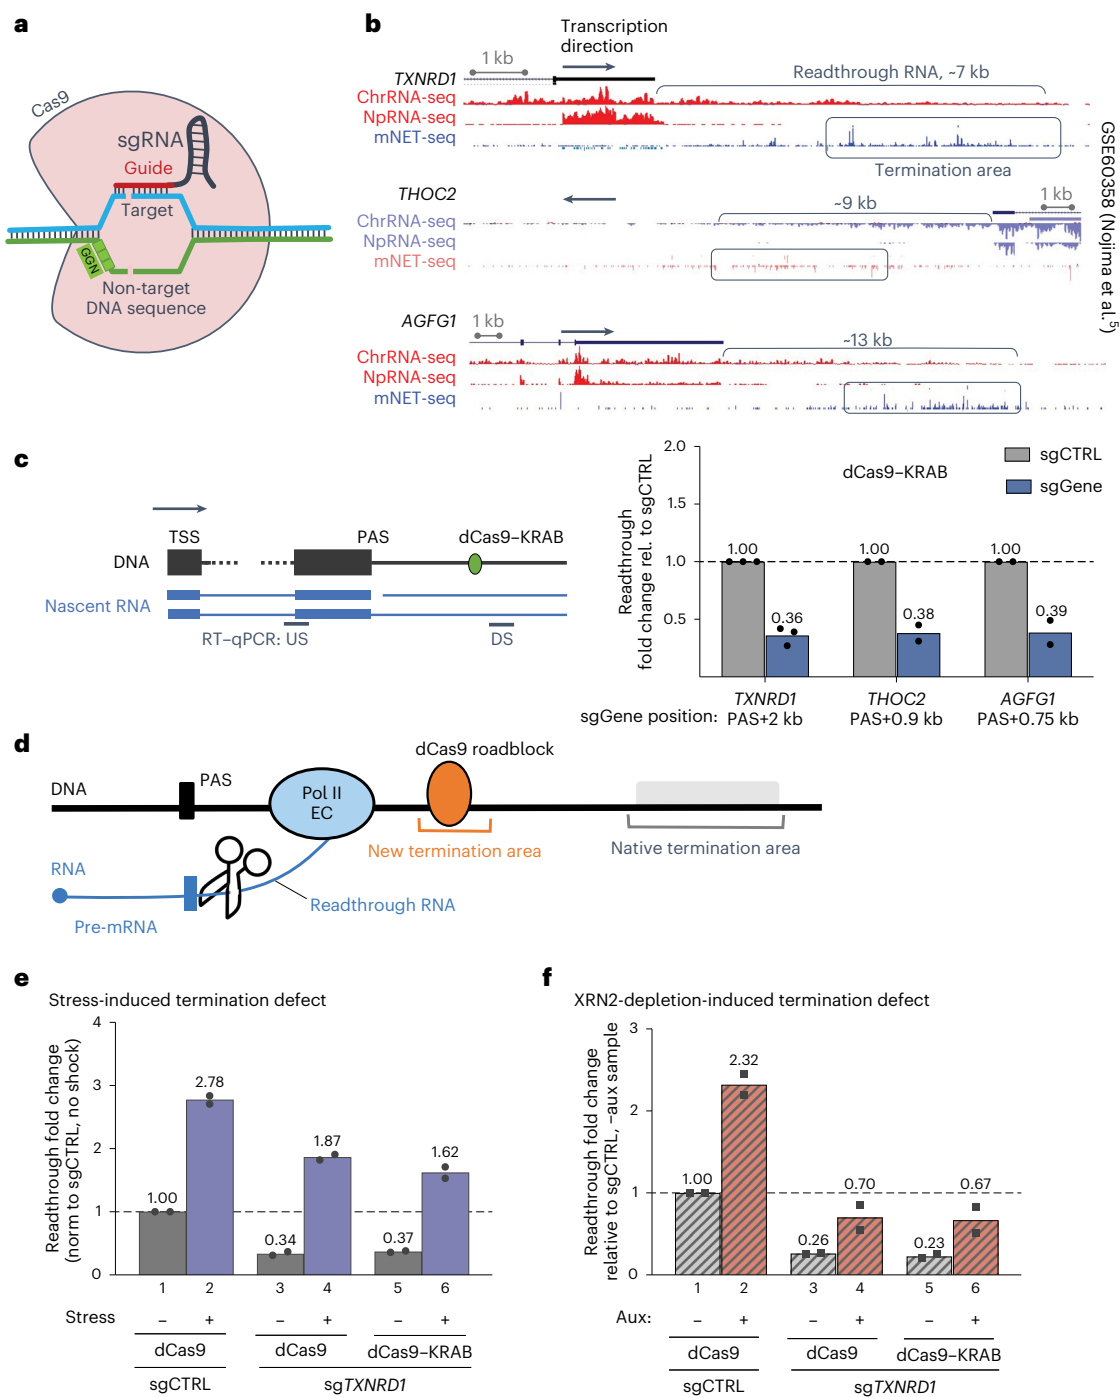 a
Cas9
sgRNA
Guide
Target
GGN
Non-target
DNA sequence
b
Transcription
direction
1 kb
TXNRD1
Readthrough RNA, ~7 kb
ChrRNA-seq
NpRNA-seq
mNET-seq
Termination area
THOC2
1 kb
~9 kb
ChrRNA-seq
NpRNA-seq
mNET-seq
AGFG1
1 kb
~13 kb
ChrRNA-seq
NpRNA-seq
mNET-seq
GSE60358 (Nojima et al.5)
c
TSS
PAS
dCas9–KRAB
DNA
Nascent RNA
RT–qPCR: US
DS
Readthrough
fold change rel. to sgCTRL
2.0
1.5
1.0
0.5
dCas9–KRAB
sgCTRL
sgGene
1.00
0.36
1.00
0.38
1.00
0.39
TXNRD1
THOC2
AGFG1
sgGene position: PAS+2 kb
PAS+0.9 kb
PAS+0.75 kb
d
dCas9 roadblock
DNA
PAS
Pol II
EC
New termination area
Native termination area
RNA
Readthrough RNA
Pre-mRNA
e
Stress-induced termination defect
Readthrough fold change
(norm to sgCTRL, no shock)
4
3
2
1
0
1.00
2.78
0.34
1.87
0.37
1.62
1 2 3 4 5 6
Stress – + – + – +
dCas9 dCas9 dCas9–KRAB
sgCTRL sgTXNRD1
f
XRN2-depletion-induced termination defect
Readthrough fold change
relative to sgCTRL, –aux sample
3
2
1
0
1.00
2.32
0.26
0.70
0.23
0.67
1 2 3 4 5 6
Aux: – + – + – +
dCas9 dCas9 dCas9–KRAB
sgCTRL sgTXNRD1